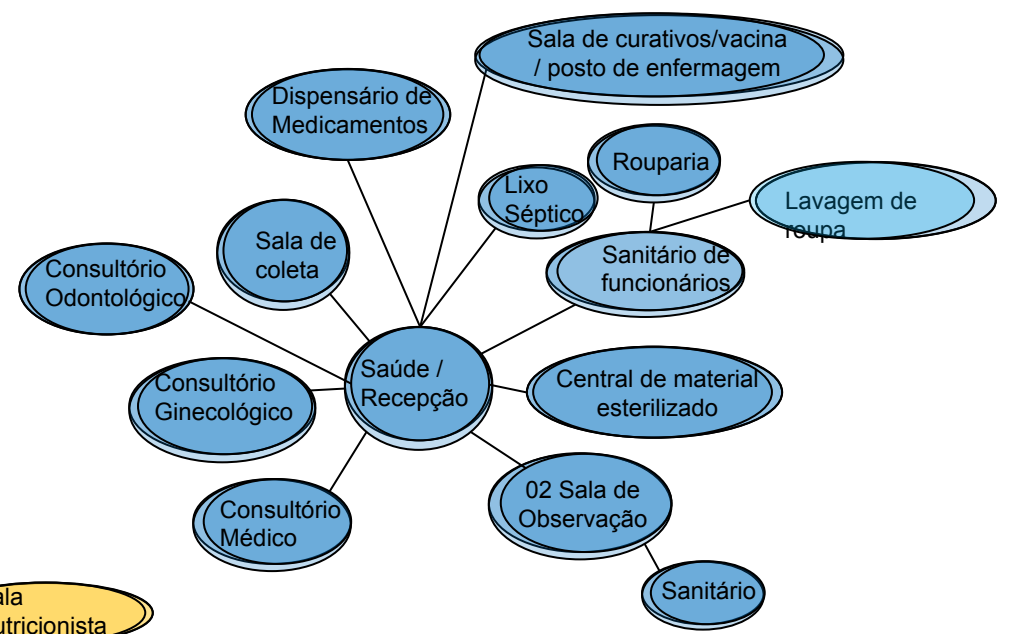 Sala de curativos/vacina
/ posto de enfermagem
Dispensário de
Medicamentos
Rouparia
Lixo
Séptico
Lavagem de
roupa
Sala de
coleta
Sanitário de
funcionários
Consultório
Odontológico
Saúde /
Recepção
Consultório
Ginecológico
Central de material
esterilizado
02 Sala de
Observação
Consultório
Médico
Sanitário